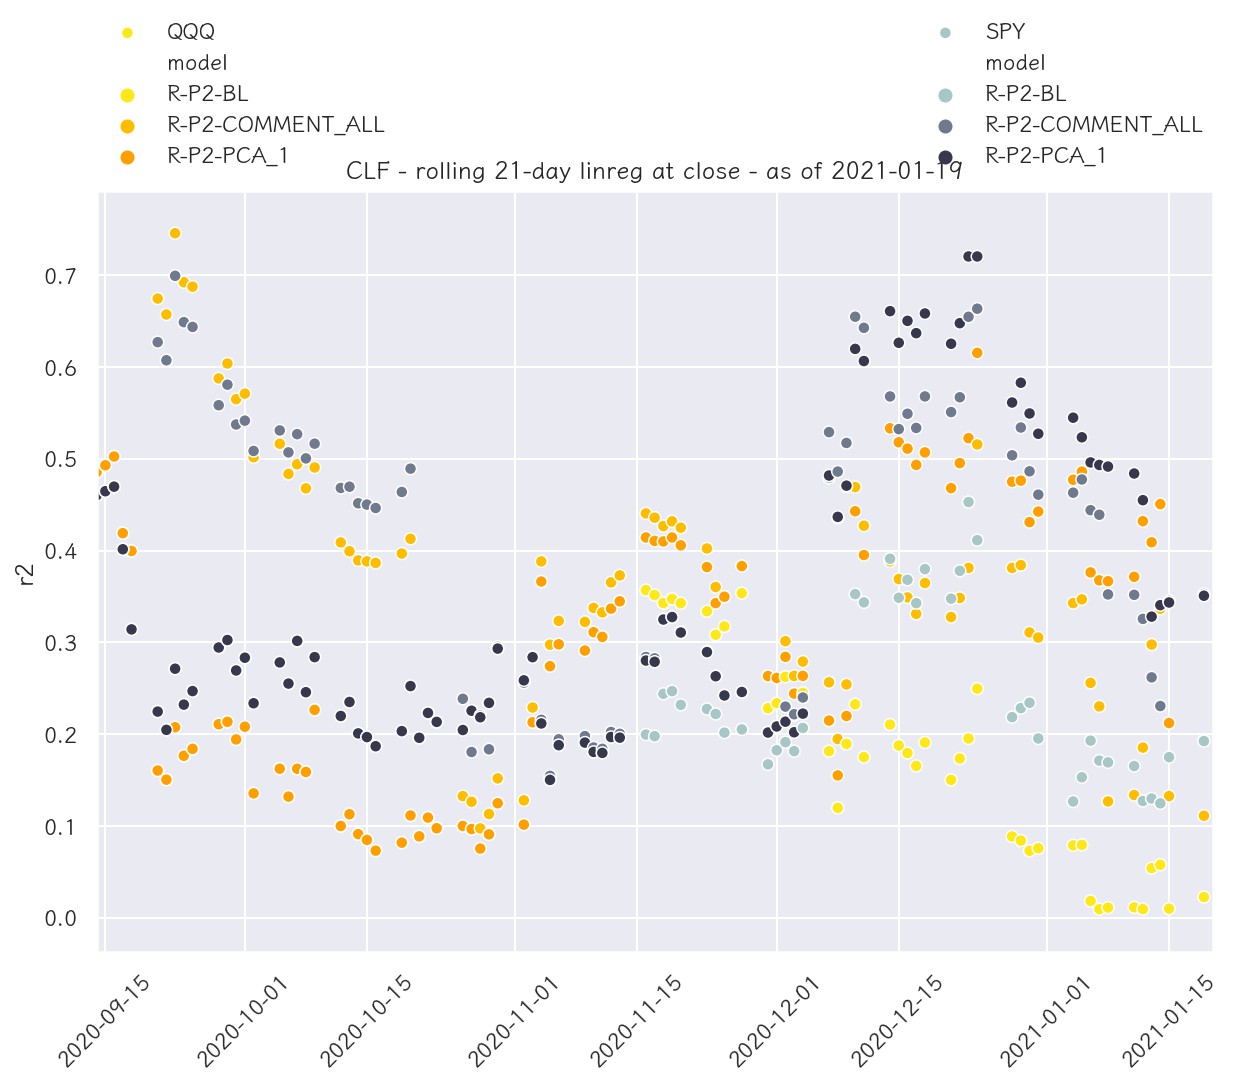 QQQ
model
R-P2-BL
R-P2-COMMENT_ALL
R-P2-PCA_1
SPY
model
R-P2-BL
R-P2-COMMENT_ALL
R-P2-PCA_1
CLF - rolling 21-day linreg at close - as of 2021-01-19
0.7
0.6
0.5
0.4
0.3
0.2
0.1
0.0
r2
2020-09-15
2020-10-01
2020-10-15
2020-11-01
2020-11-15
2020-12-01
2020-12-15
2021-01-01
2021-01-15